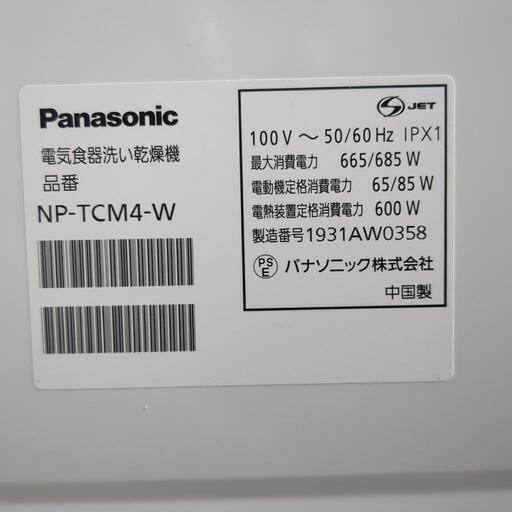 Panasonic
電気食器洗い乾燥機
品番
NP-TCM4-W
S JET
100V ～ 50/60 Hz IPX1
最大消費電力 665/685 W
電動機定格消費電力 65/85 W
電熱装置定格消費電力 600 W
製造番号 1931AW0358
PS E パナソニック株式会社
中国製